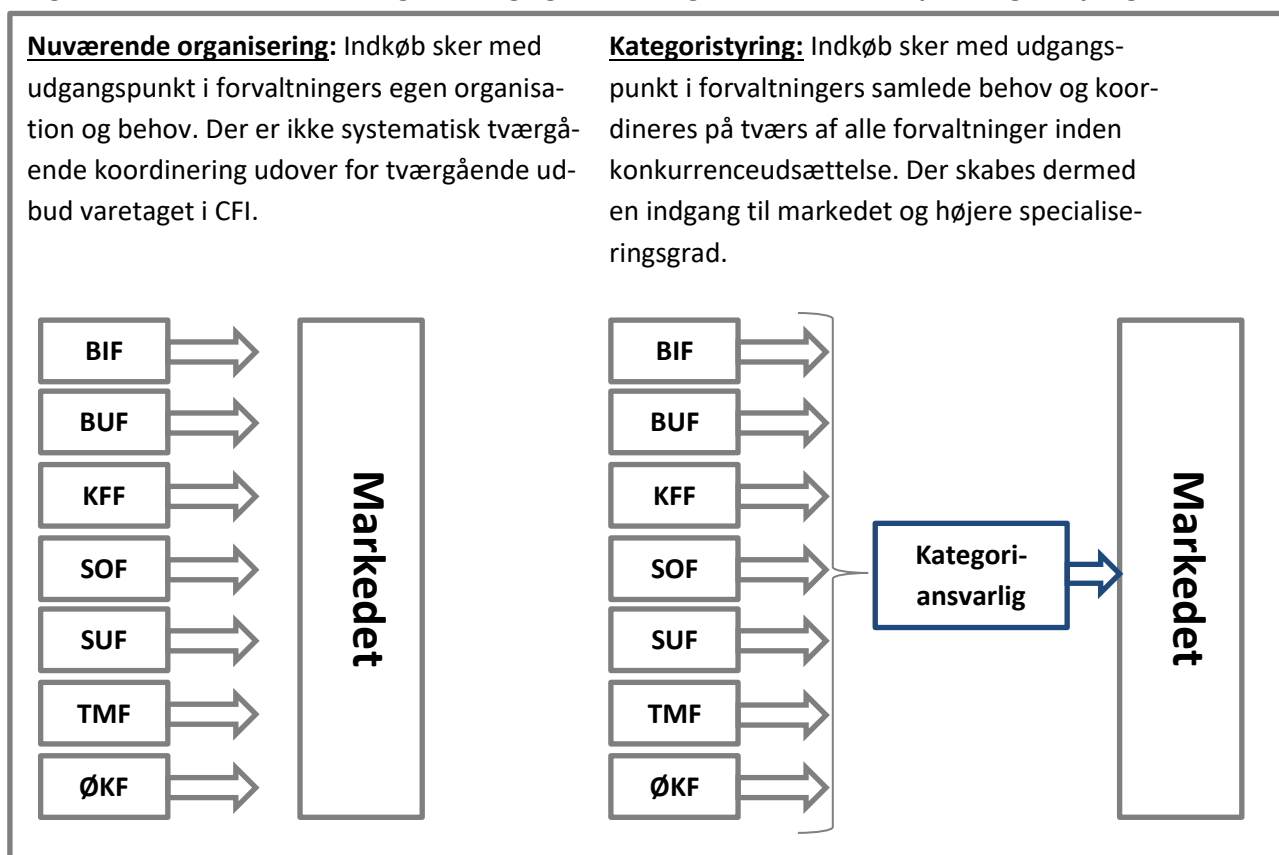 Nuværende organisering: Indkøb sker med
udgangspunkt i forvaltningers egen organisa-
tion og behov. Der er ikke systematisk tværgå-
ende koordinering udover for tværgående ud-
bud varetaget i CFI.
Kategoristyring: Indkøb sker med udgangs-
punkt i forvaltningers samlede behov og koor-
dineres på tværs af alle forvaltninger inden
konkurrenceudsættelse. Der skabes dermed
en indgang til markedet og højere specialise-
ringsgrad.
BIF
BUF
KFF
SOF
SUF
TMF
ØKF
Markedet
BIF
BUF
KFF
SOF
SUF
TMF
ØKF
Kategori-
ansvarlig
Markedet